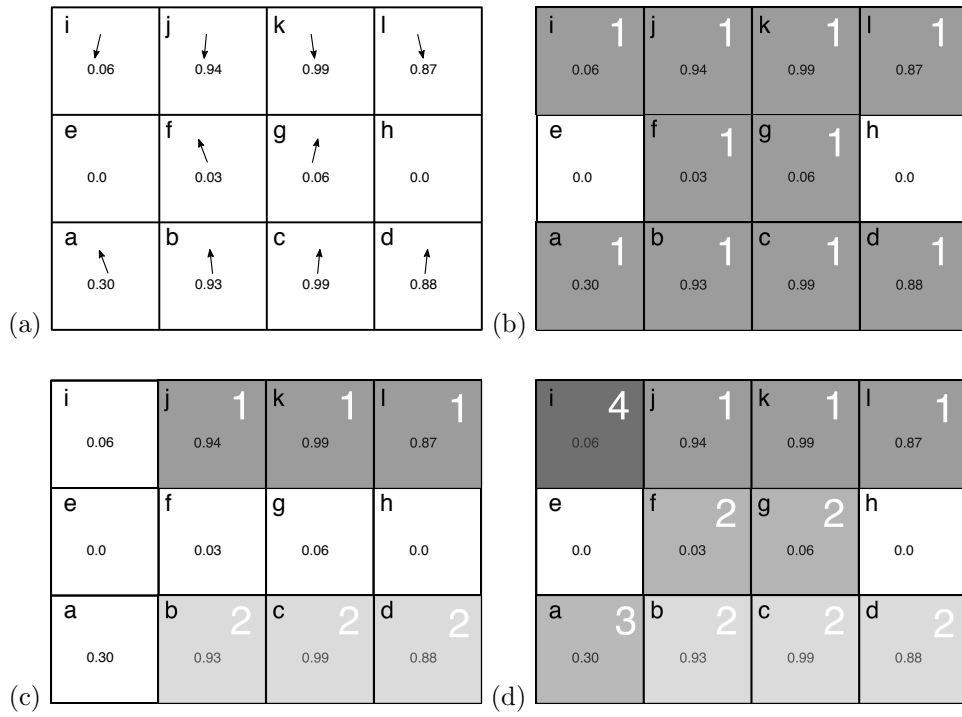 i j k l
0.06 0.94 0.99 0.87
e f g h
0.0 0.03 0.06 0.0
a b c d
0.30 0.93 0.99 0.88
(a)
i 1 j 1 k 1 l 1
0.06 0.94 0.99 0.87
e f 1 g 1 h
0.0 0.03 0.06 0.0
a 1 b 1 c 1 d 1
0.30 0.93 0.99 0.88
(b)
i j 1 k 1 l 1
0.06 0.94 0.99 0.87
e f g h
0.0 0.03 0.06 0.0
a b 2 c 2 d 2
0.30 0.93 0.99 0.88
(c)
i 4 j 1 k 1 l 1
0.06 0.94 0.99 0.87
e f 2 g 2 h
0.0 0.03 0.06 0.0
a 3 b 2 c 2 d 2
0.30 0.93 0.99 0.88
(d)